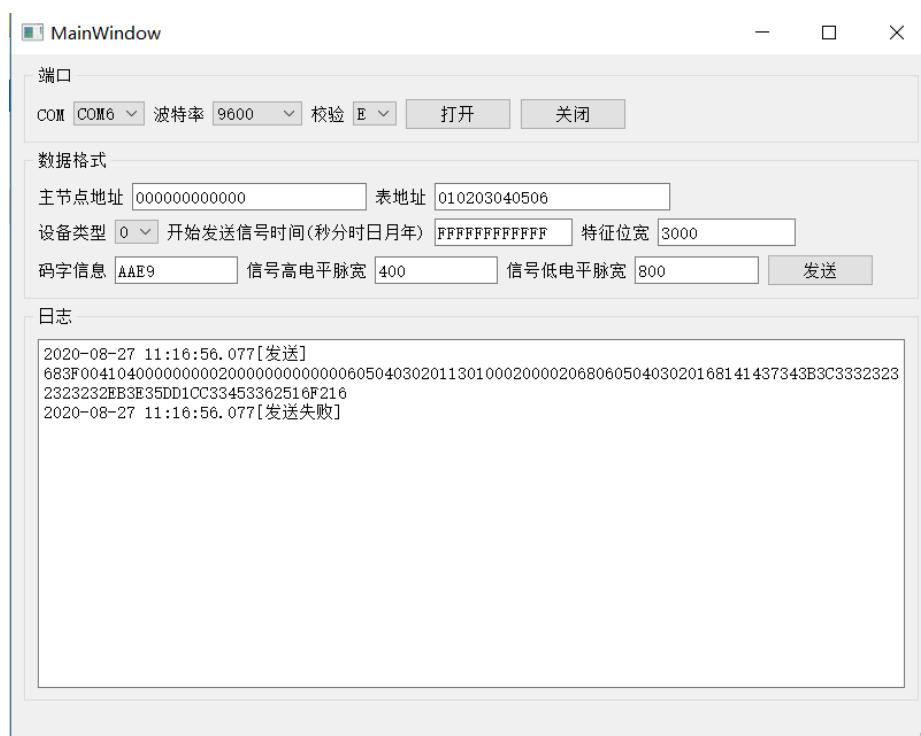 MainWindow
端口
COM COM6 波特率 9600 校验 E 打开 关闭
数据格式
主节点地址 000000000000 表地址 010203040506
设备类型 0 开始发送信号时间(秒分时日月年) FFFFFFFFFFFF 特征位宽 3000
码字信息 AAE9 信号高电平脉宽 400 信号低电平脉宽 800 发送
日志
2020-08-27 11:16:56.077[发送]
683F004104000000000200000000000006050403020113010002000020680605040302016814143734 3B3C3332323
2323232EB3E35DD1CC33453362516F216
2020-08-27 11:16:56.077[发送失败]